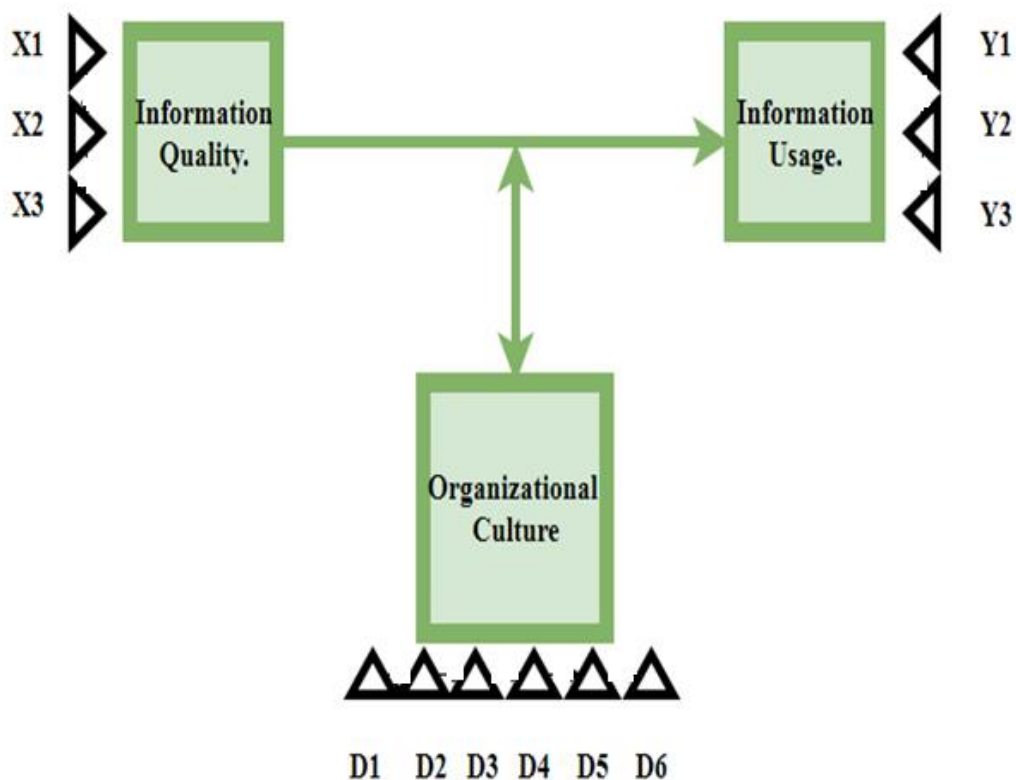 X1
X2
X3
Information
Quality.
Information
Usage.
Y1
Y2
Y3
Organizational
Culture
D1 D2 D3 D4 D5 D6